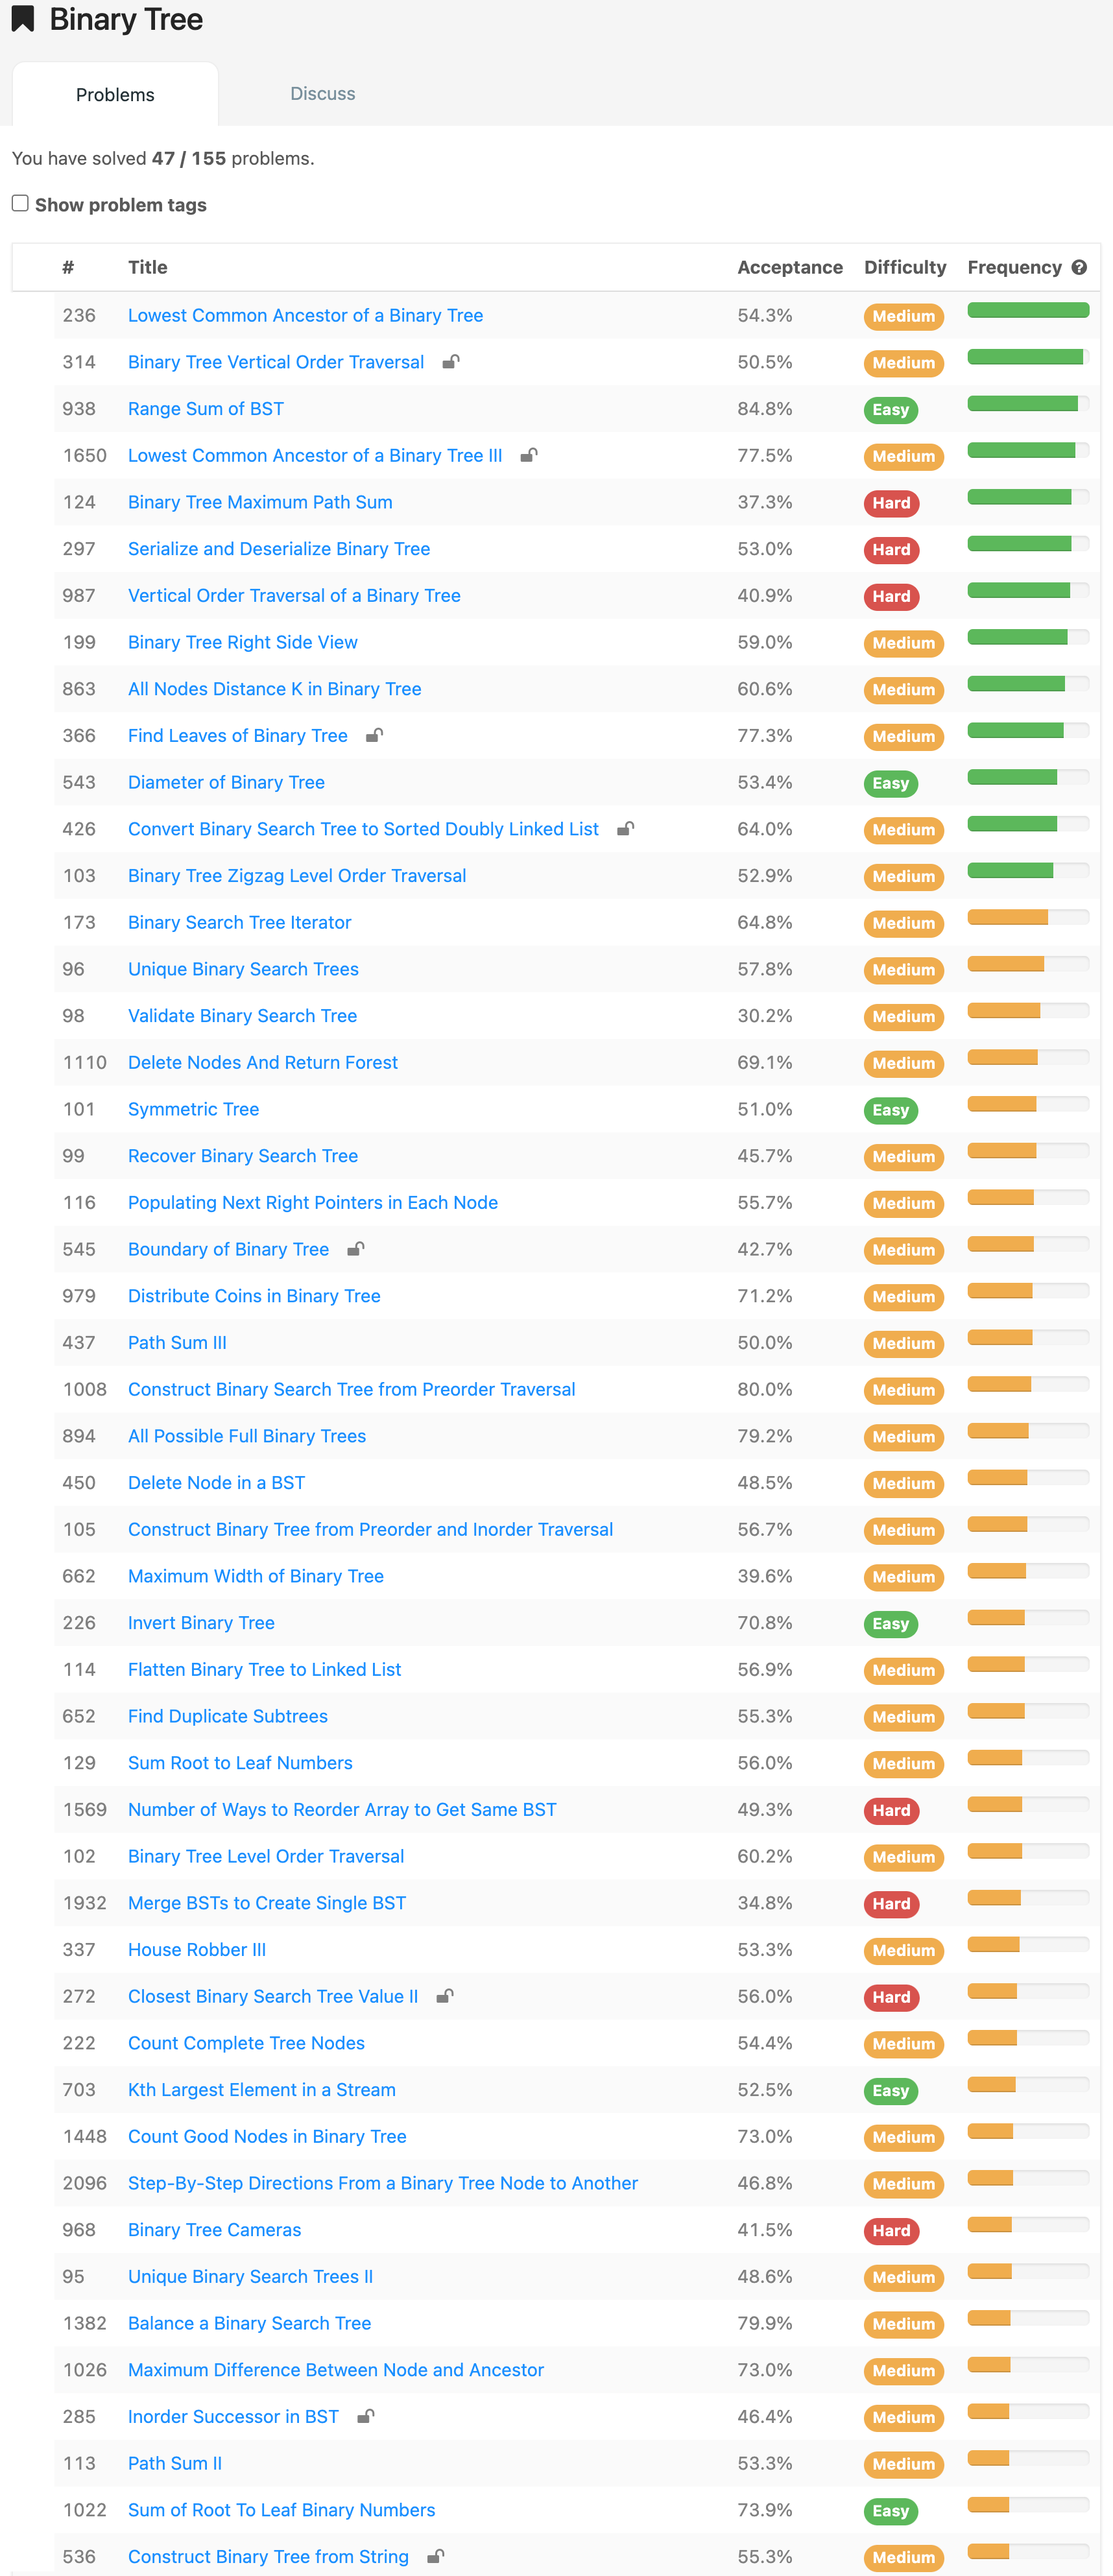 Binary Tree
Problems Discuss
You have solved 47 / 155 problems.
Show problem tags
# Title Acceptance Difficulty Frequency ?
236 Lowest Common Ancestor of a Binary Tree 54.3% Medium
314 Binary Tree Vertical Order Traversal 50.5% Medium
938 Range Sum of BST 84.8% Easy
1650 Lowest Common Ancestor of a Binary Tree III 77.5% Medium
124 Binary Tree Maximum Path Sum 37.3% Hard
297 Serialize and Deserialize Binary Tree 53.0% Hard
987 Vertical Order Traversal of a Binary Tree 40.9% Hard
199 Binary Tree Right Side View 59.0% Medium
863 All Nodes Distance K in Binary Tree 60.6% Medium
366 Find Leaves of Binary Tree 77.3% Medium
543 Diameter of Binary Tree 53.4% Easy
426 Convert Binary Search Tree to Sorted Doubly Linked List 64.0% Medium
103 Binary Tree Zigzag Level Order Traversal 52.9% Medium
173 Binary Search Tree Iterator 64.8% Medium
96 Unique Binary Search Trees 57.8% Medium
98 Validate Binary Search Tree 30.2% Medium
1110 Delete Nodes And Return Forest 69.1% Medium
101 Symmetric Tree 51.0% Easy
99 Recover Binary Search Tree 45.7% Medium
116 Populating Next Right Pointers in Each Node 55.7% Medium
545 Boundary of Binary Tree 42.7% Medium
979 Distribute Coins in Binary Tree 71.2% Medium
437 Path Sum III 50.0% Medium
1008 Construct Binary Search Tree from Preorder Traversal 80.0% Medium
894 All Possible Full Binary Trees 79.2% Medium
450 Delete Node in a BST 48.5% Medium
105 Construct Binary Tree from Preorder and Inorder Traversal 56.7% Medium
662 Maximum Width of Binary Tree 39.6% Medium
226 Invert Binary Tree 70.8% Easy
114 Flatten Binary Tree to Linked List 56.9% Medium
652 Find Duplicate Subtrees 55.3% Medium
129 Sum Root to Leaf Numbers 56.0% Medium
1569 Number of Ways to Reorder Array to Get Same BST 49.3% Hard
102 Binary Tree Level Order Traversal 60.2% Medium
1932 Merge BSTs to Create Single BST 34.8% Hard
337 House Robber III 53.3% Medium
272 Closest Binary Search Tree Value II 56.0% Hard
222 Count Complete Tree Nodes 54.4% Medium
703 Kth Largest Element in a Stream 52.5% Easy
1448 Count Good Nodes in Binary Tree 73.0% Medium
2096 Step-By-Step Directions From a Binary Tree Node to Another 46.8% Medium
968 Binary Tree Cameras 41.5% Hard
95 Unique Binary Search Trees II 48.6% Medium
1382 Balance a Binary Search Tree 79.9% Medium
1026 Maximum Difference Between Node and Ancestor 73.0% Medium
285 Inorder Successor in BST 46.4% Medium
113 Path Sum II 53.3% Medium
1022 Sum of Root To Leaf Binary Numbers 73.9% Easy
536 Construct Binary Tree from String 55.3% Medium